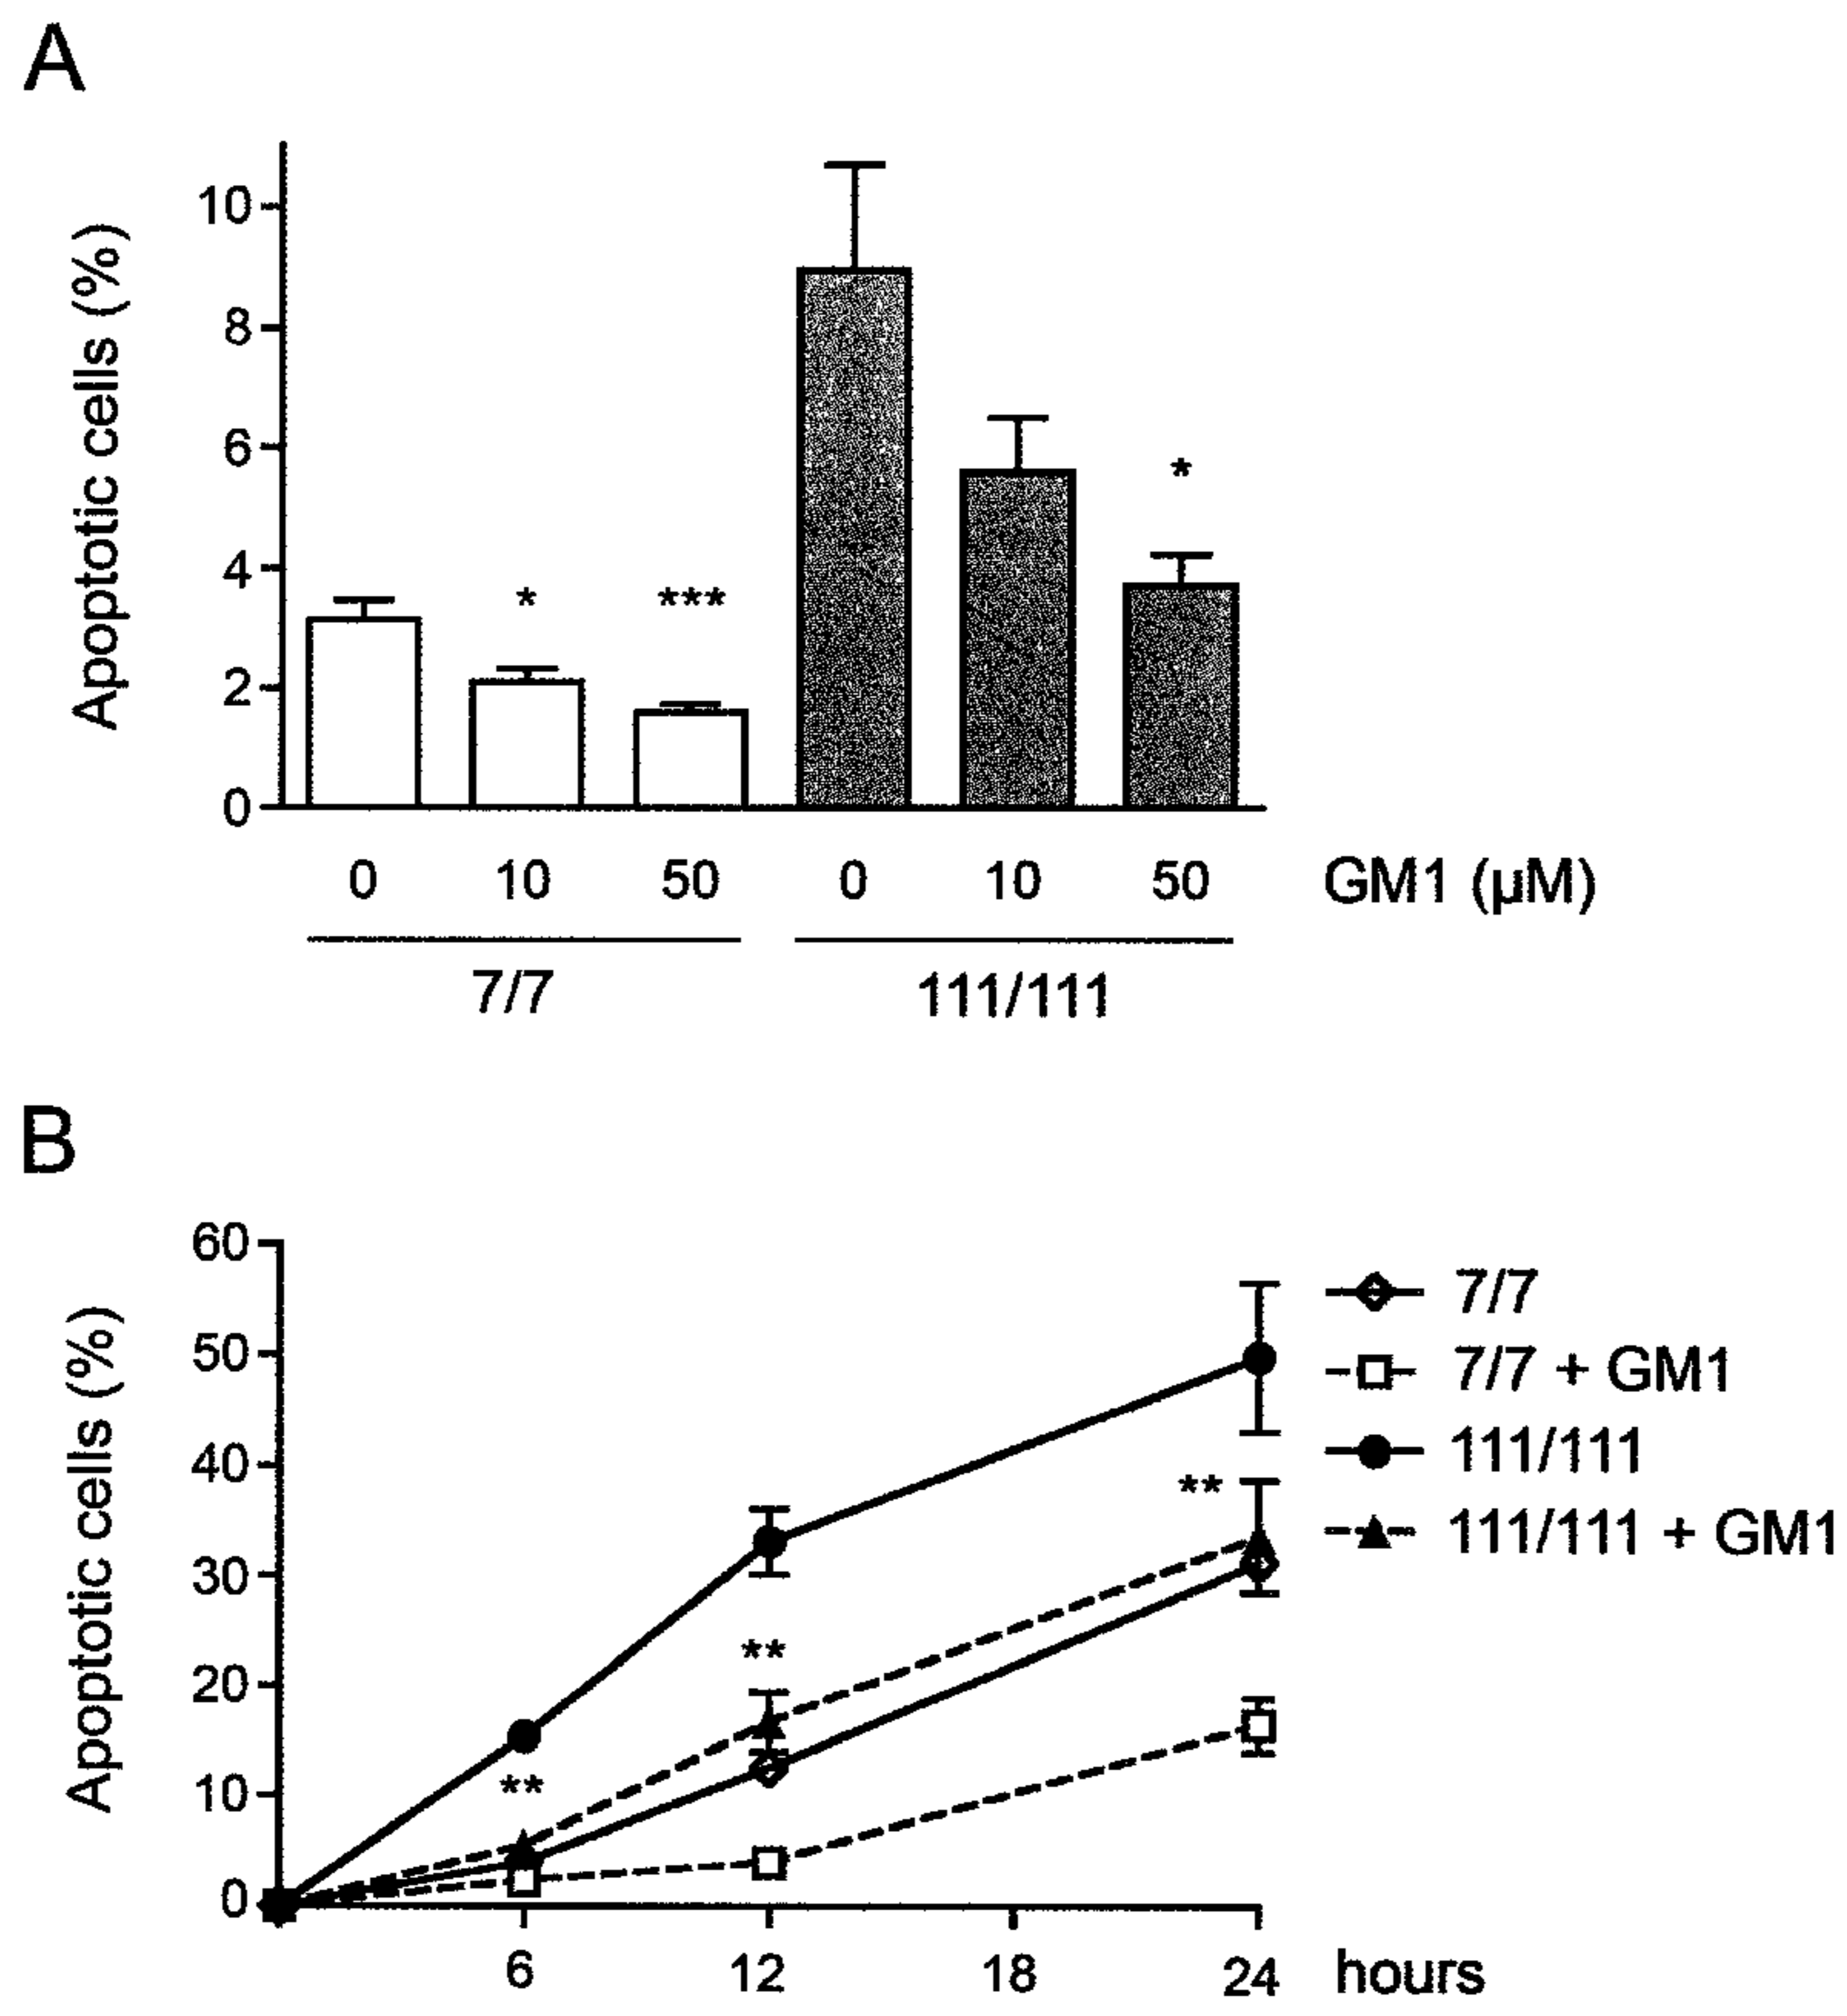 A
Apoptotic cells (%)
10
8
6
4
2
0
*
***
*
0 10 50 0 10 50 GM1 (µM)
7/7 111/111
B
Apoptotic cells (%)
60
50
40
30
20
10
0
**
**
**
7/7
7/7 + GM1
111/111
111/111 + GM1
6 12 18 24 hours